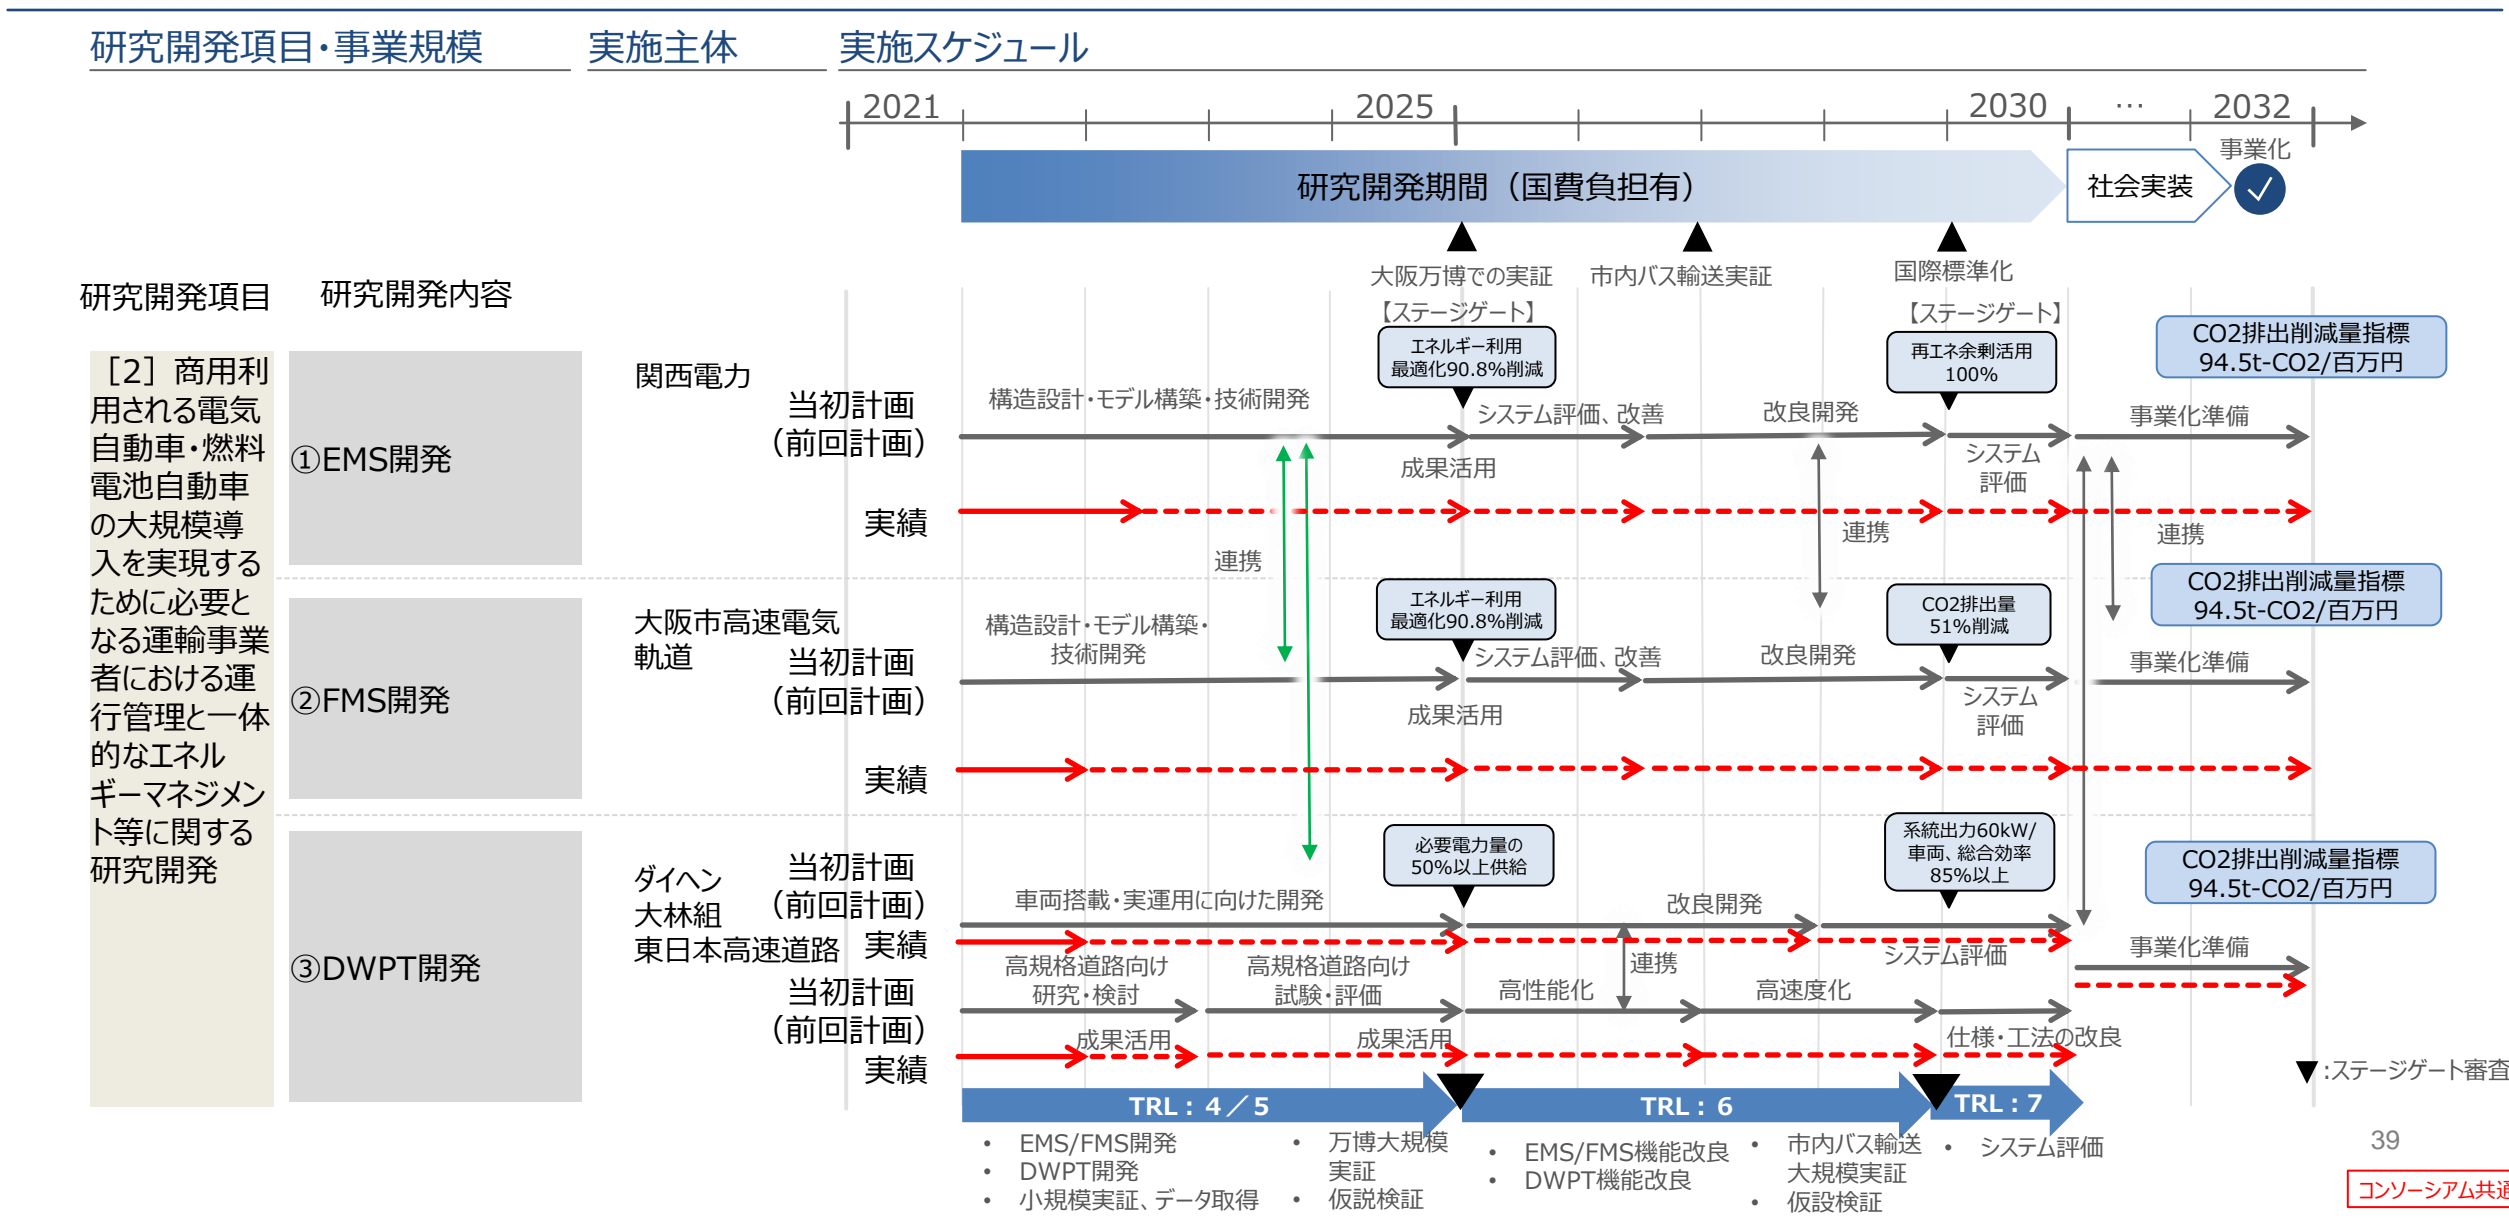 研究開発項目・事業規模
実施主体
実施スケジュール
2021
2025
2030
…
2032
事業化
研究開発期間（国費負担有）
社会実装
大阪万博での実証
市内バス輸送実証
国際標準化
【ステージゲート】
【ステージゲート】
研究開発項目
研究開発内容
［2］商用利
用される電気
自動車・燃料
電池自動車
の大規模導
入を実現する
ために必要と
なる運輸事業
者における運
行管理と一体
的なエネル
ギーマネジメン
ト等に関する
研究開発
①EMS開発
関西電力
当初計画
（前回計画）
実績
構造設計・モデル構築・技術開発
エネルギー利用
最適化90.8%削減
システム評価、改善
成果活用
改良開発
再エネ余剰活用
100%
システム
評価
CO2排出削減量指標
94.5t-CO2/百万円
事業化準備
連携
連携
連携
②FMS開発
大阪市高速電気
軌道
当初計画
（前回計画）
実績
構造設計・モデル構築・
技術開発
エネルギー利用
最適化90.8%削減
システム評価、改善
成果活用
改良開発
CO2排出量
51%削減
システム
評価
CO2排出削減量指標
94.5t-CO2/百万円
事業化準備
③DWPT開発
ダイヘン
大林組
東日本高速道路
当初計画
（前回計画）
実績
車両搭載・実運用に向けた開発
必要電力量の
50%以上供給
改良開発
系統出力60kW/
車両、総合効率
85%以上
システム評価
CO2排出削減量指標
94.5t-CO2/百万円
事業化準備
連携
当初計画
（前回計画）
実績
高規格道路向け
研究・検討
高規格道路向け
試験・評価
高性能化
高速度化
成果活用
成果活用
仕様・工法の改良
▼:ステージゲート審査
TRL：４／５
TRL：６
TRL：7
• EMS/FMS開発
• DWPT開発
• 小規模実証、データ取得
• 万博大規模
実証
• 仮説検証
• EMS/FMS機能改良
• DWPT機能改良
• 市内バス輸送
大規模実証
• 仮設検証
• システム評価
39
コンソーシアム共通